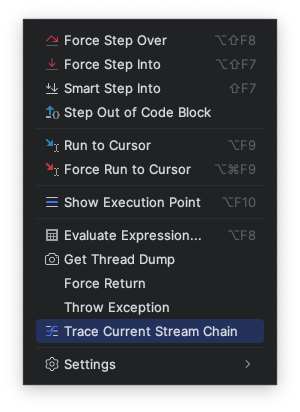 Force Step Over ⌥⇧F8
Force Step Into ⌥⇧F7
Smart Step Into ⇧F7
Step Out of Code Block
Run to Cursor ⌥F9
Force Run to Cursor ⌥⌘F9
Show Execution Point ⌥F10
Evaluate Expression... ⌥F8
Get Thread Dump
Force Return
Throw Exception
Trace Current Stream Chain
Settings